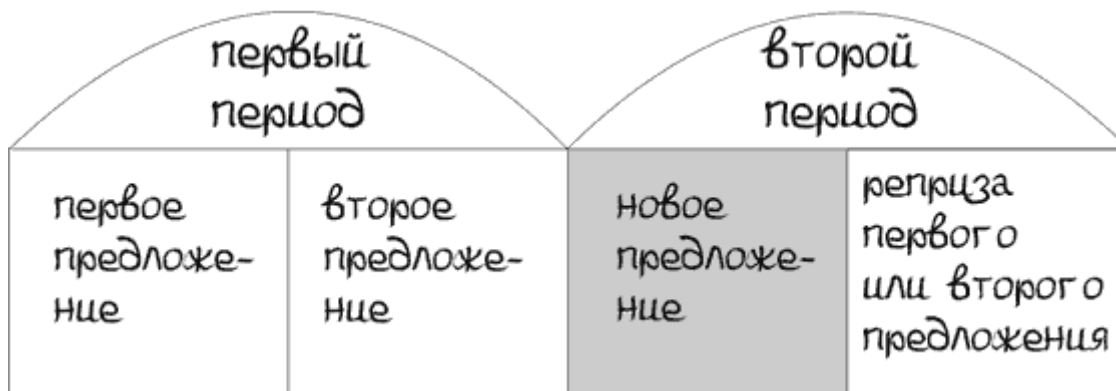 первый
период
второй
период
первое
предложе-
ние
второе
предложе-
ние
новое
предложе-
ние
реприза
первого
или второго
предложения